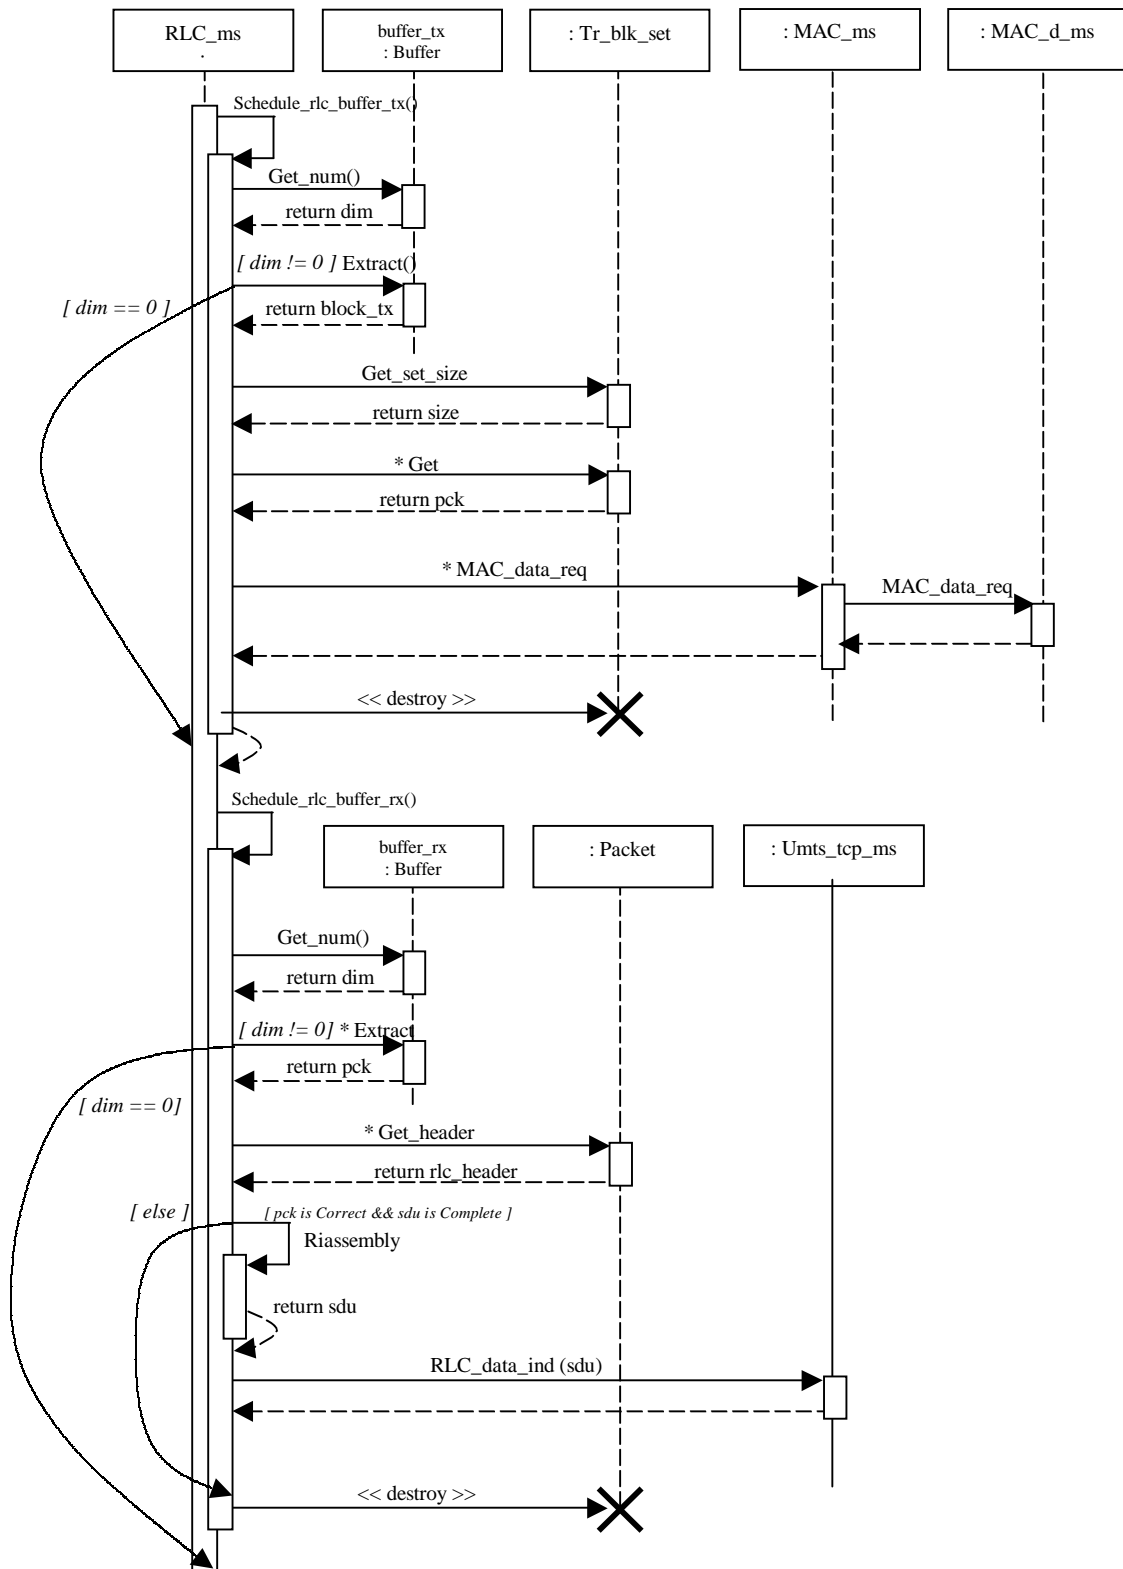 RLC_ms
:
buffer_tx
: Buffer
: Tr_blk_set
: MAC_ms
: MAC_d_ms
Schedule_rlc_buffer_tx()
Get_num()
return dim
[ dim != 0 ] Extract()
[ dim == 0 ]
return block_tx
Get_set_size
return size
* Get
return pck
* MAC_data_req
MAC_data_req
<< destroy >>
Schedule_rlc_buffer_rx()
buffer_rx
: Buffer
: Packet
: Umts_tcp_ms
Get_num()
return dim
[ dim != 0] * Extract
return pck
[ dim == 0]
* Get_header
return rlc_header
[ else ]
[ pck is Correct && sdu is Complete ]
Riassembly
return sdu
RLC_data_ind (sdu)
<< destroy >>